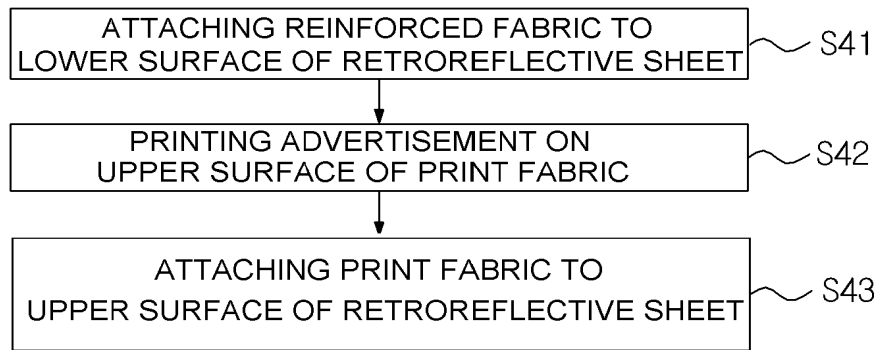 ATTACHING REINFORCED FABRIC TO
LOWER SURFACE OF RETROREFLECTIVE SHEET
S41
PRINTING ADVERTISEMENT ON
UPPER SURFACE OF PRINT FABRIC
S42
ATTACHING PRINT FABRIC TO
UPPER SURFACE OF RETROREFLECTIVE SHEET
S43